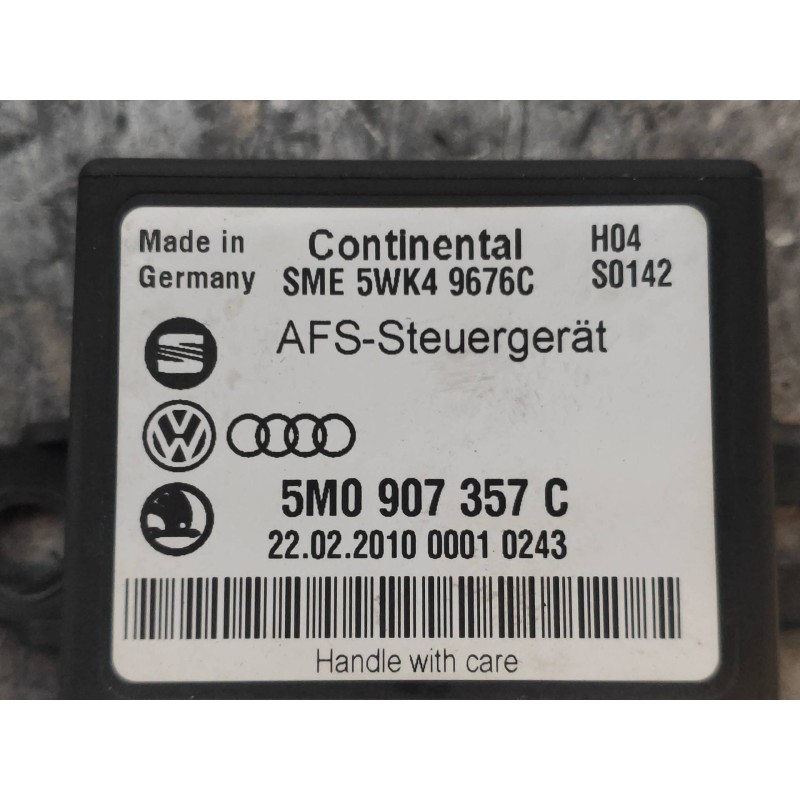 Made in
Germany
Continental
SME 5WK4 9676C
H04
S0142
AFS-Steuergerät
5M0 907 357 C
22.02.2010 0001 0243
Handle with care